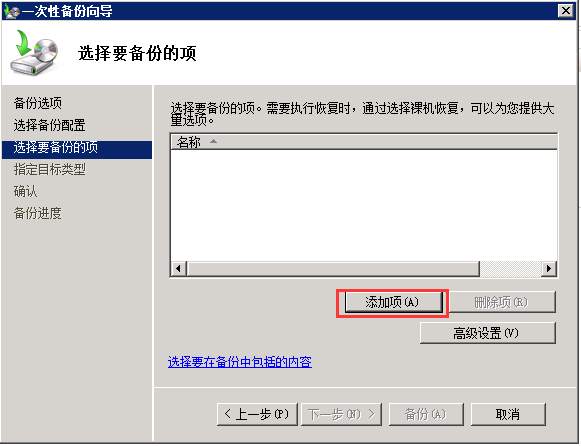 一次性备份向导
选择要备份的项
备份选项
选择备份配置
选择要备份的项
指定目标类型
确认
备份进度
选择要备份的项。需要执行恢复时，通过选择裸机恢复，可以为您提供大
量选项。
名称
添加项(A)
删除项(R)
高级设置(V)
选择要在备份中包括的内容
< 上一步(P)
下一步(N) >
备份(A)
取消